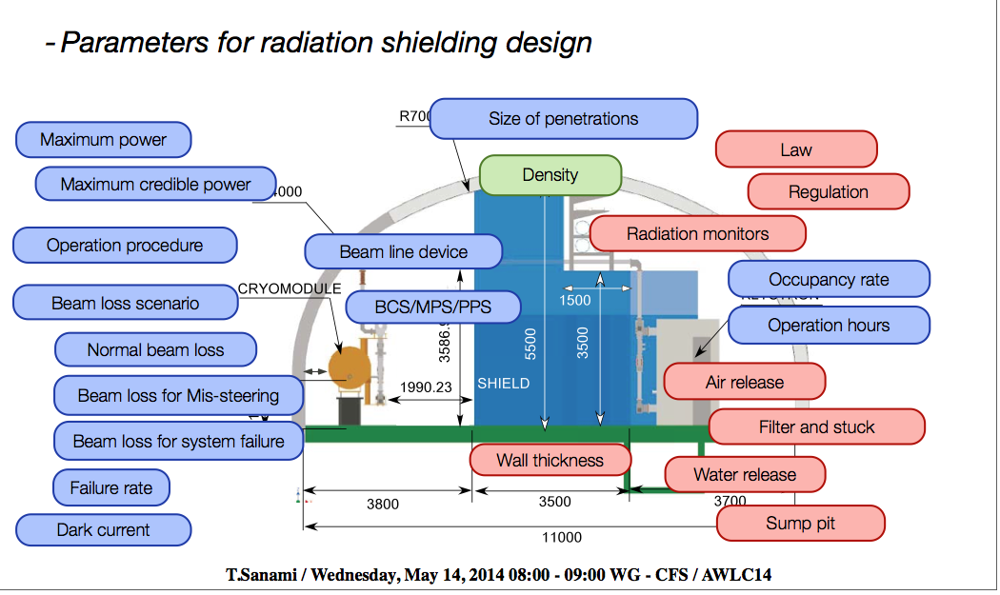 - Parameters for radiation shielding design
Size of penetrations
Maximum power
Law
Density
Maximum credible power
Regulation
Operation procedure
Radiation monitors
Beam line device
Occupancy rate
CRYOMODULE
Beam loss scenario
BCS/MPS/PPS
1500
Operation hours
Normal beam loss
5500
3500
1990.23
SHIELD
Air release
Beam loss for Mis-steering
Filter and stuck
Beam loss for system failure
Wall thickness
Water release
Failure rate
3800
3500
3700
Dark current
Sump pit
11000
T.Sanami / Wednesday, May 14, 2014 08:00 - 09:00 WG - CFS / AWLC14